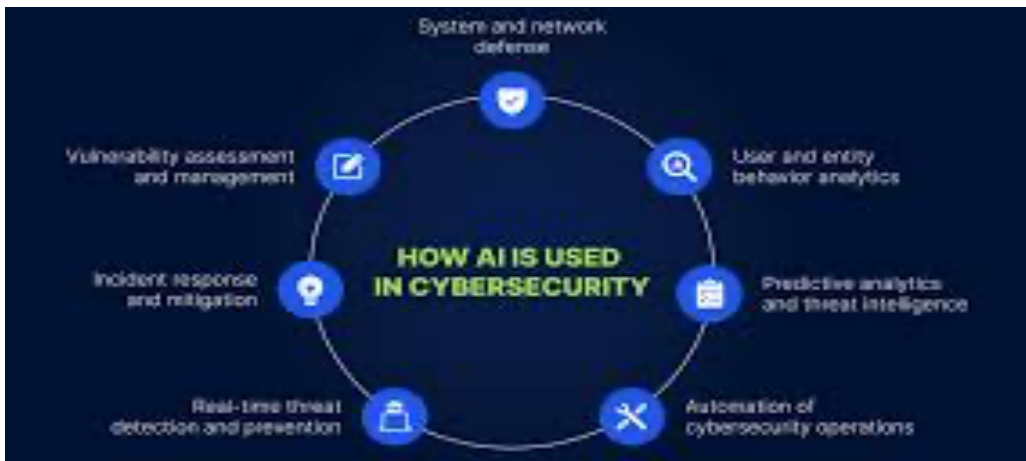 System and network
defense
User and entity
behavior analytics
Predictive analytics
and threat intelligence
Automation of
cybersecurity operations
Real-time threat
detection and prevention
Incident response
and mitigation
Vulnerability assessment
and management
HOW AI IS USED
IN CYBERSECURITY